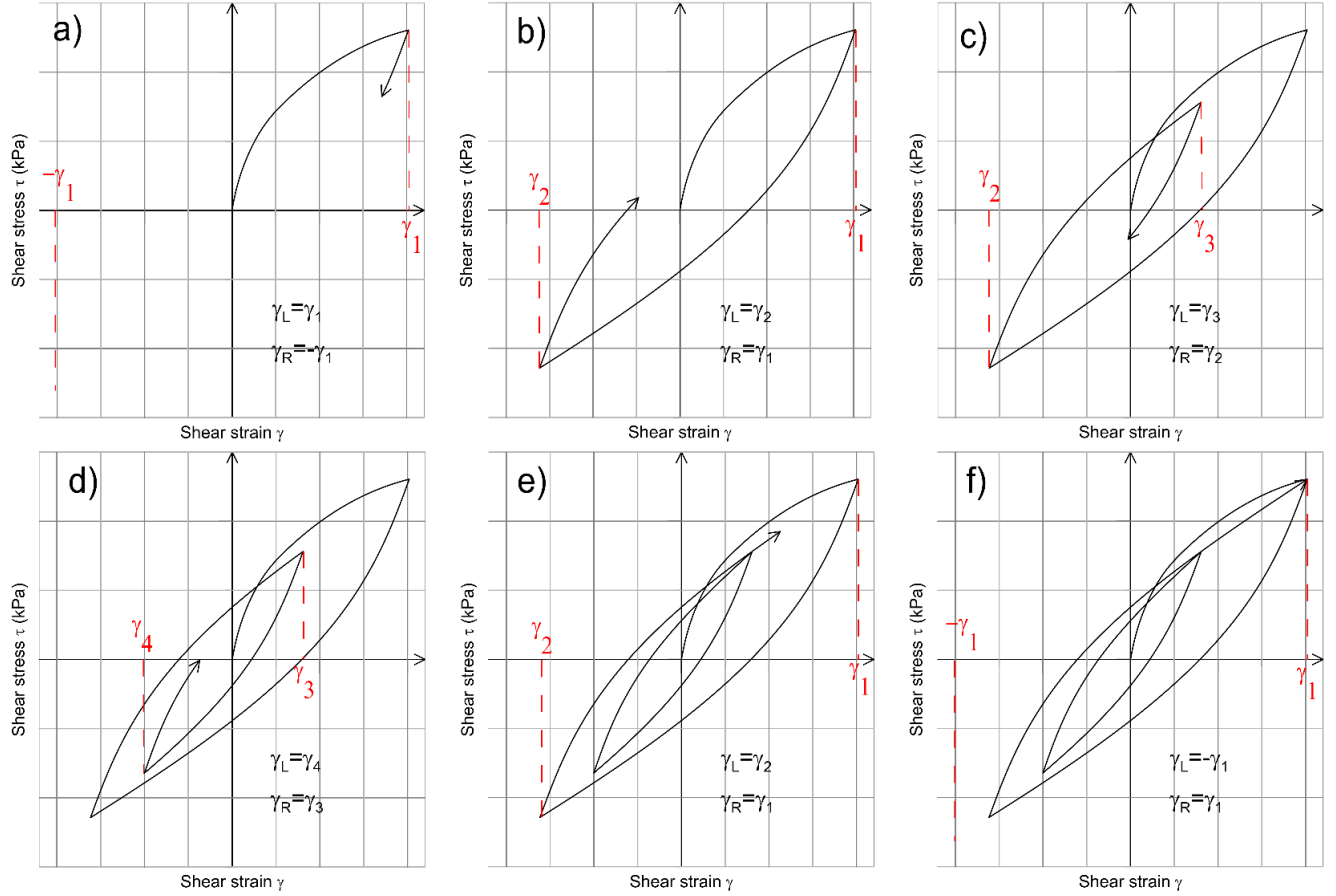 a)
Shear stress τ (kPa)
−γ1
γ1
γL=γ1
γR=-γ1
Shear strain γ
b)
Shear stress τ (kPa)
γ2
γ1
γL=γ2
γR=γ1
Shear strain γ
c)
Shear stress τ (kPa)
γ2
γ3
γL=γ3
γR=γ2
Shear strain γ
d)
Shear stress τ (kPa)
γ4
γ3
γL=γ4
γR=γ3
Shear strain γ
e)
Shear stress τ (kPa)
γ2
γ1
γL=γ2
γR=γ1
Shear strain γ
f)
Shear stress τ (kPa)
−γ1
γ1
γL=-γ1
γR=γ1
Shear strain γ